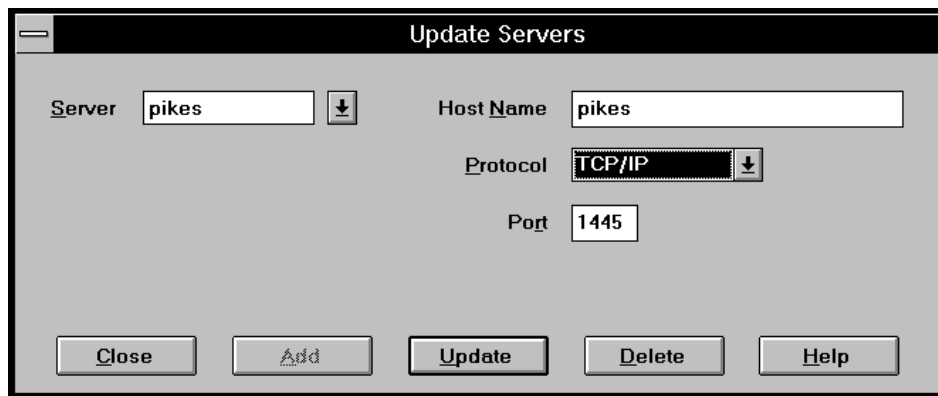 Update Servers
Server pikes Host Name pikes
Protocol TCP/IP
Port 1445
Close Add Update Delete Help